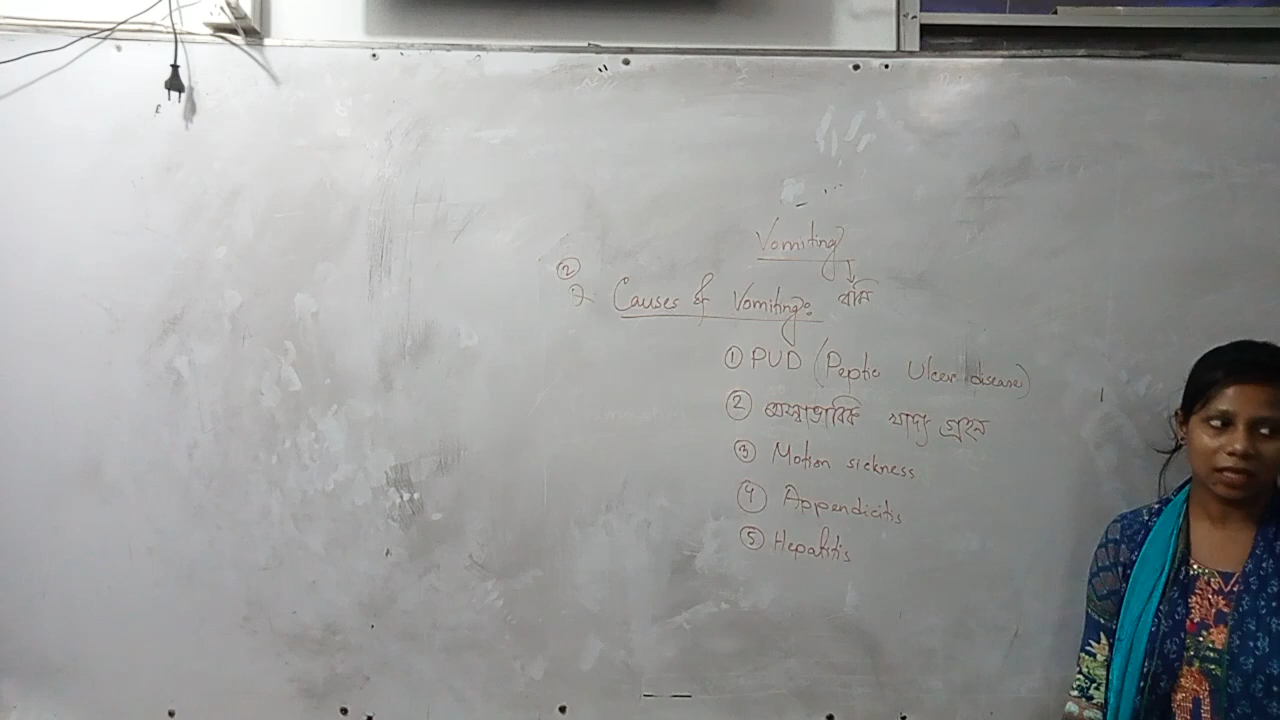 Vomiting
↓
বমি
② Causes of Vomiting:
① PUD (Peptic Ulcer disease)
② অস্বাভাবিক খাদ্য গ্রহন
③ Motion sickness
④ Appendicitis
⑤ Hepatitis